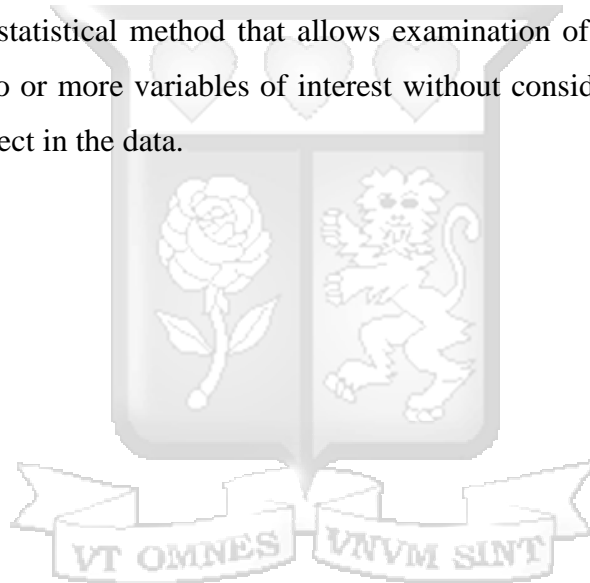 statistical method that allows examination of
o or more variables of interest without consid
ect in the data.
VT OMNES VNVM SINT